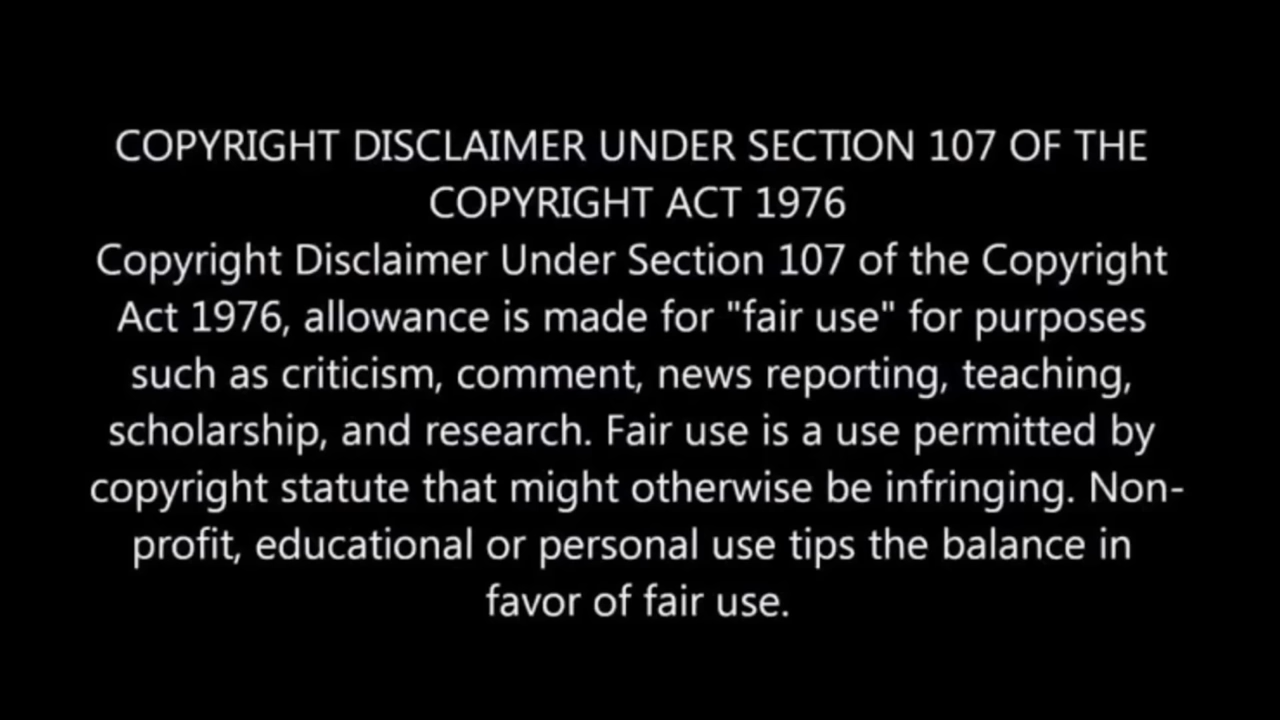 COPYRIGHT DISCLAIMER UNDER SECTION 107 OF THE
COPYRIGHT ACT 1976
Copyright Disclaimer Under Section 107 of the Copyright
Act 1976, allowance is made for "fair use" for purposes
such as criticism, comment, news reporting, teaching,
scholarship, and research. Fair use is a use permitted by
copyright statute that might otherwise be infringing. Non-
profit, educational or personal use tips the balance in
favor of fair use.